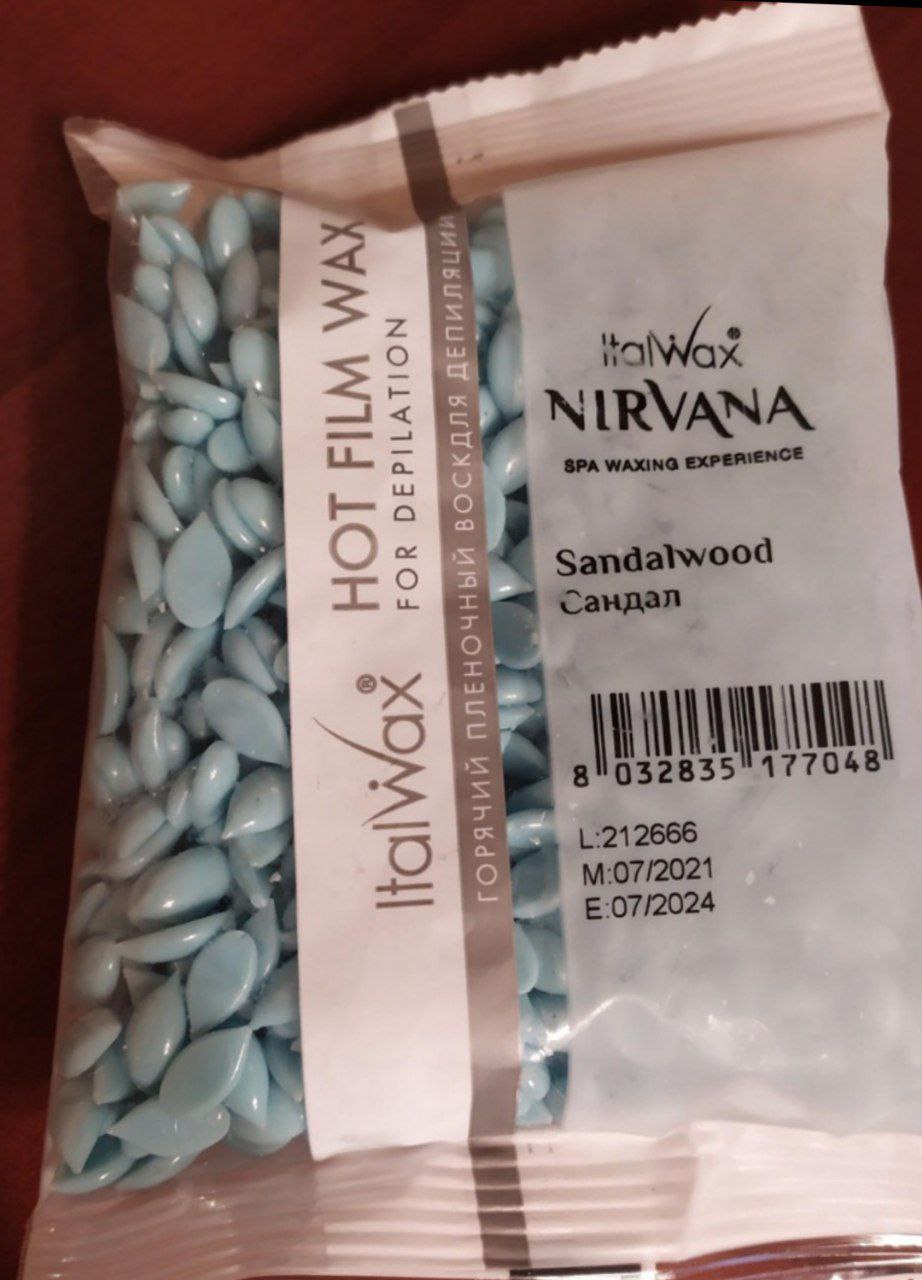 ItalWax® HOT FILM WAX
FOR DEPILATION
ГОРЯЧИЙ ПЛЕНОЧНЫЙ ВОСК ДЛЯ ДЕПИЛЯЦИИ
ItalWax®
NIRVANA
SPA WAXING EXPERIENCE
Sandalwood
Сандал
8 032835 177048
L:212666
M:07/2021
E:07/2024